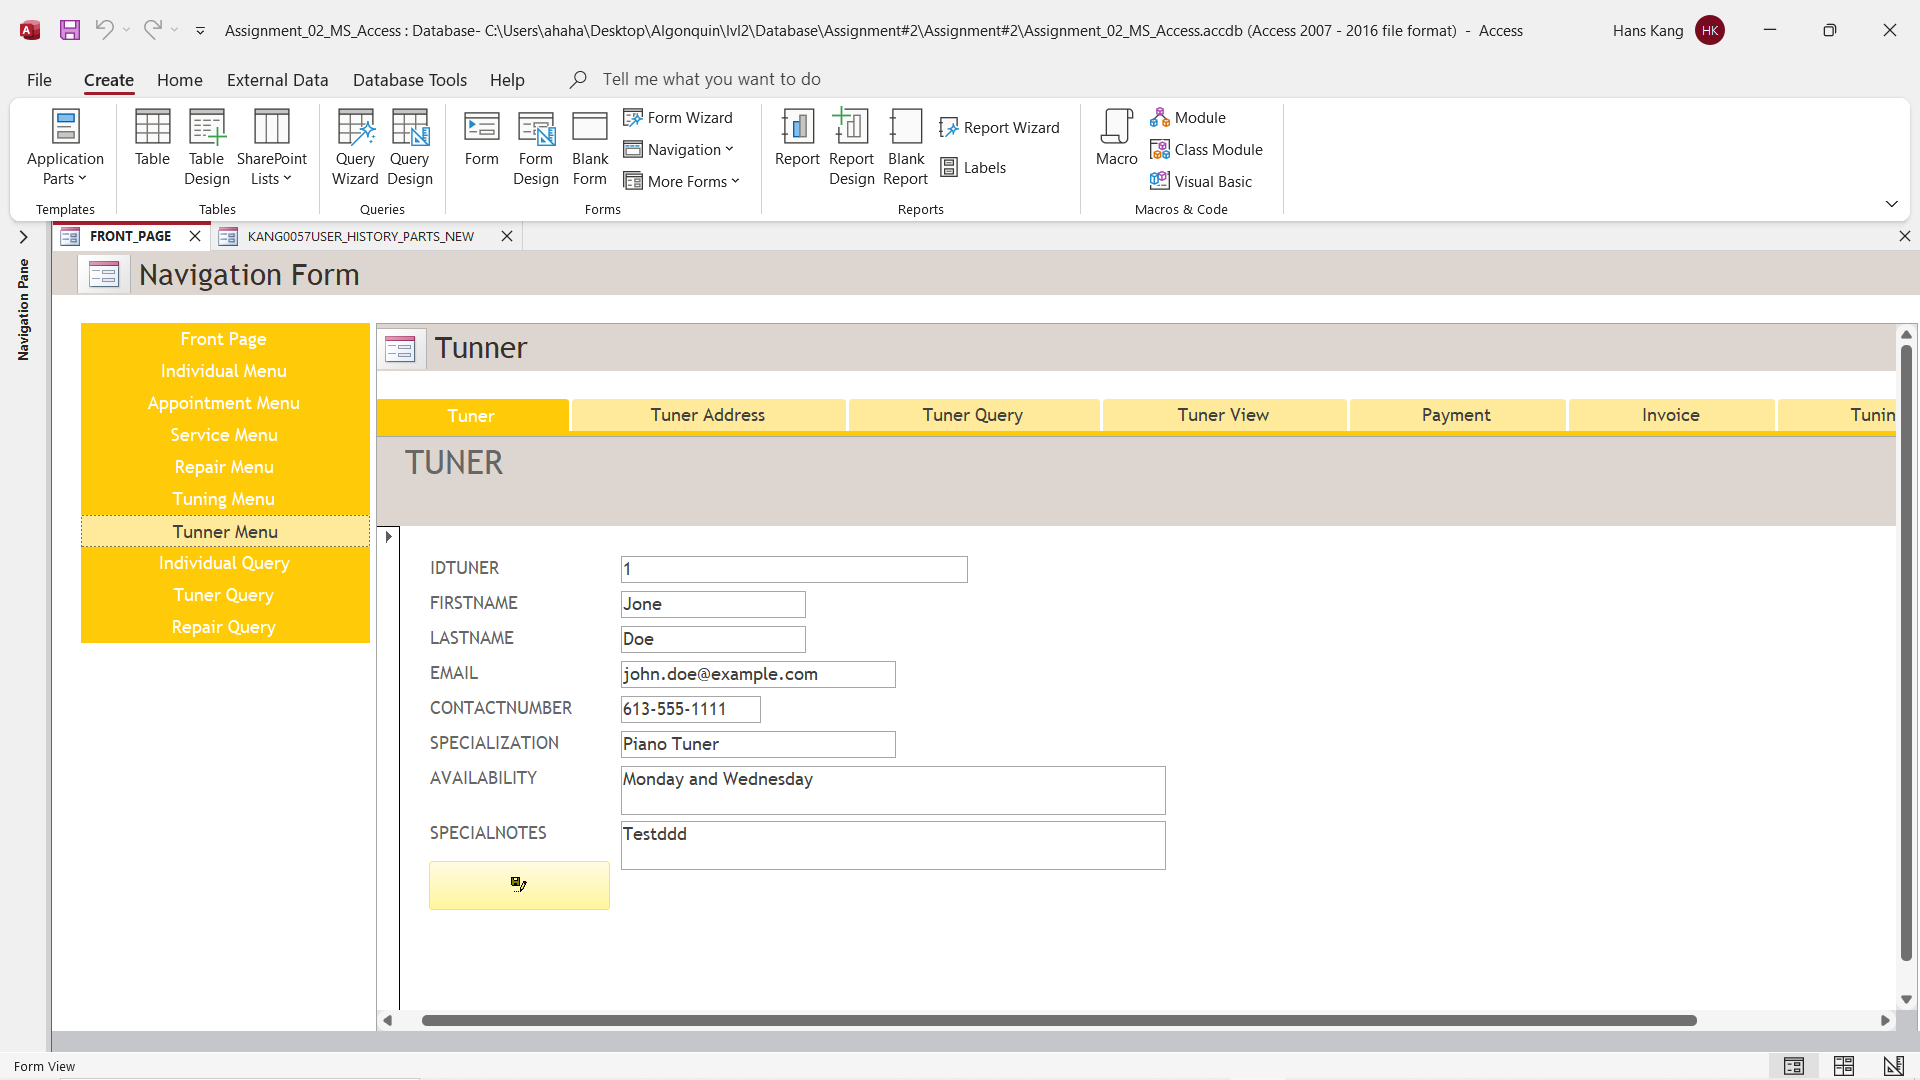 Assignment_02_MS_Access : Database- C:\Users\ahaha\Desktop\Algonquin\lvl2\Database\Assignment#2\Assignment#2\Assignment_02_MS_Access.accdb (Access 2007 - 2016 file format)  -  Access
Hans Kang
HK
File
Create
Home
External Data
Database Tools
Help
Tell me what you want to do
Application Parts
Templates
Table
Table Design
SharePoint Lists
Tables
Query Wizard
Query Design
Queries
Form
Form Design
Blank Form
Form Wizard
Navigation
More Forms
Forms
Report
Report Design
Blank Report
Report Wizard
Labels
Reports
Macro
Module
Class Module
Visual Basic
Macros & Code
Navigation Pane
FRONT_PAGE
KANG0057USER_HISTORY_PARTS_NEW
Navigation Form
Front Page
Individual Menu
Appointment Menu
Service Menu
Repair Menu
Tuning Menu
Tunner Menu
Individual Query
Tuner Query
Repair Query
Tunner
Tuner
Tuner Address
Tuner Query
Tuner View
Payment
Invoice
Tunin
TUNER
IDTUNER
1
FIRSTNAME
Jone
LASTNAME
Doe
EMAIL
john.doe@example.com
CONTACTNUMBER
613-555-1111
SPECIALIZATION
Piano Tuner
AVAILABILITY
Monday and Wednesday
SPECIALNOTES
Testddd
Form View